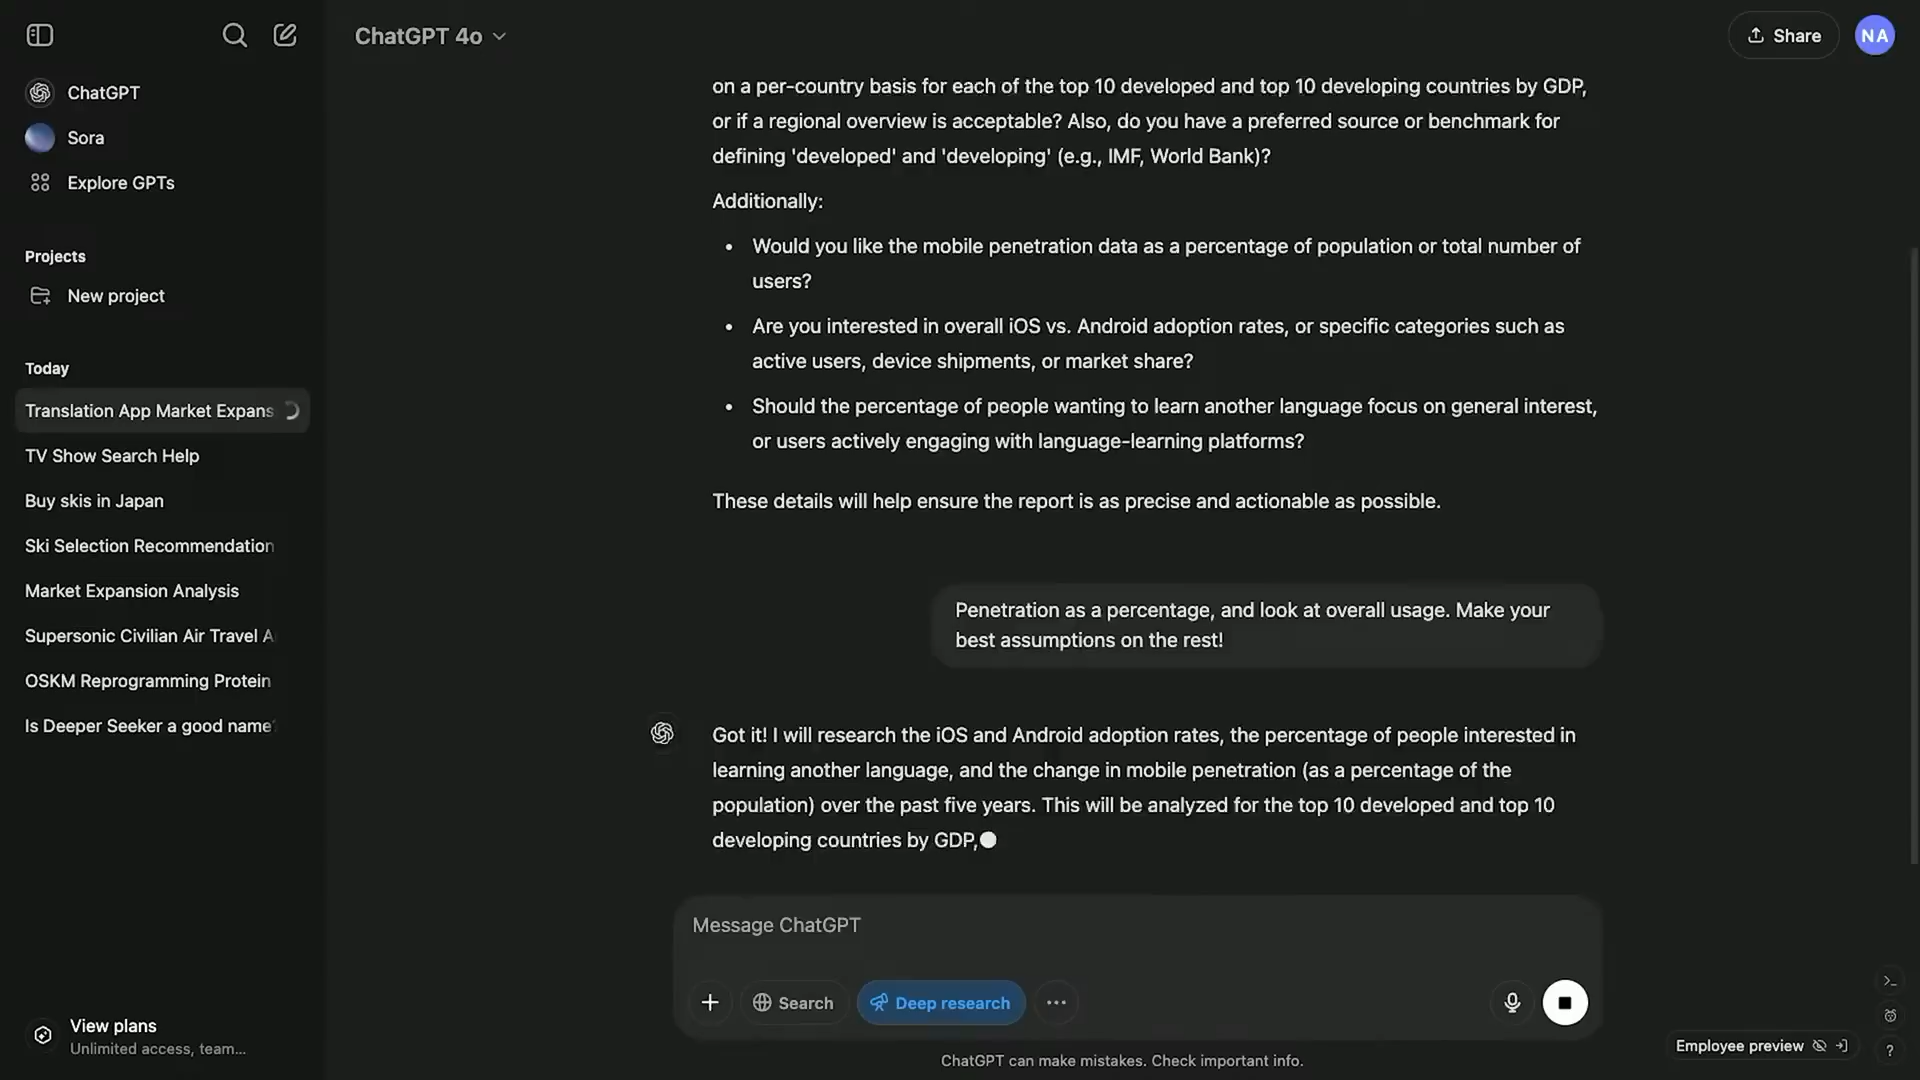 ChatGPT
Sora
Explore GPTs
Projects
New project
Today
Translation App Market Expans
TV Show Search Help
Buy skis in Japan
Ski Selection Recommendation
Market Expansion Analysis
Supersonic Civilian Air Travel A
OSKM Reprogramming Protein
Is Deeper Seeker a good name?
View plans
Unlimited access, team...
ChatGPT 4o
Share
NA
on a per-country basis for each of the top 10 developed and top 10 developing countries by GDP,
or if a regional overview is acceptable? Also, do you have a preferred source or benchmark for
defining 'developed' and 'developing' (e.g., IMF, World Bank)?
Additionally:
• Would you like the mobile penetration data as a percentage of population or total number of
users?
• Are you interested in overall iOS vs. Android adoption rates, or specific categories such as
active users, device shipments, or market share?
• Should the percentage of people wanting to learn another language focus on general interest,
or users actively engaging with language-learning platforms?
These details will help ensure the report is as precise and actionable as possible.
Penetration as a percentage, and look at overall usage. Make your
best assumptions on the rest!
Got it! I will research the iOS and Android adoption rates, the percentage of people interested in
learning another language, and the change in mobile penetration (as a percentage of the
population) over the past five years. This will be analyzed for the top 10 developed and top 10
developing countries by GDP,
Message ChatGPT
Search
Deep research
ChatGPT can make mistakes. Check important info.
Employee preview
?